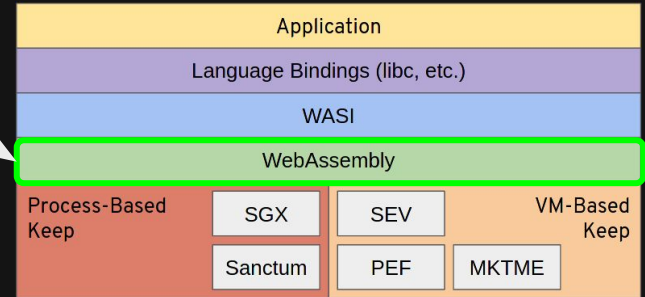 Application
Language Bindings (libc, etc.)
WASI
WebAssembly
Process-Based
Keep
SGX
Sanctum
SEV
VM-Based
Keep
PEF
MKTME